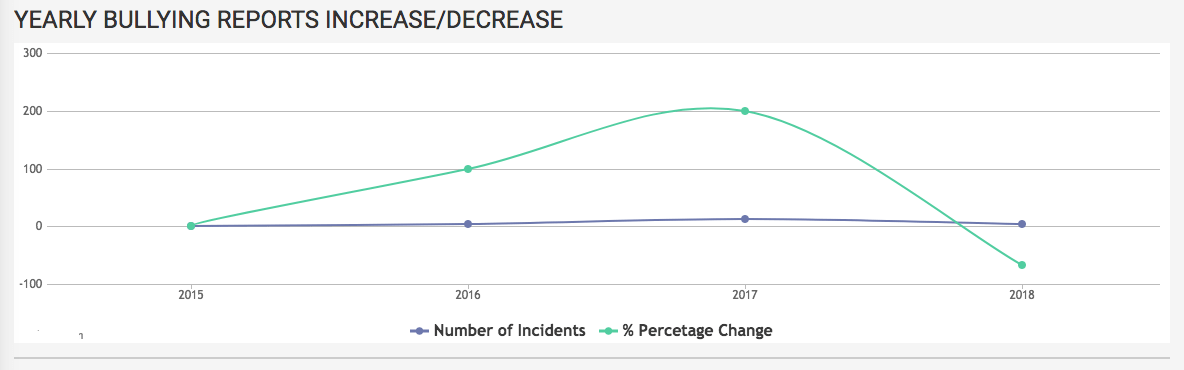 YEARLY BULLYING REPORTS INCREASE/DECREASE
300
200
100
0
-100
2015 2016 2017 2018
Number of Incidents % Percetage Change